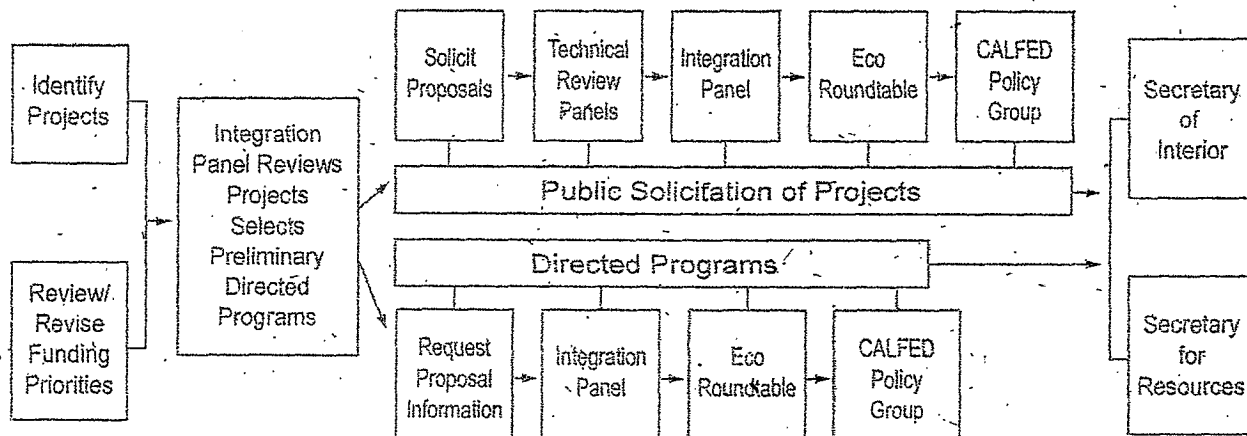 Identify
Projects
Review/
Revise
Funding
Priorities
Integration
Panel Reviews
Projects
Selects
Preliminary
Directed
Programs
Solicit
Proposals
Technical
Review
Panels
Integration
Panel
Eco
Roundtable
CALFED
Policy
Group
Public Solicitation of Projects
Directed Programs
Request
Proposal
Information
Integration
Panel
Eco
Roundtable
CALFED
Policy
Group
Secretary
of
Interior
Secretary
for
Resources